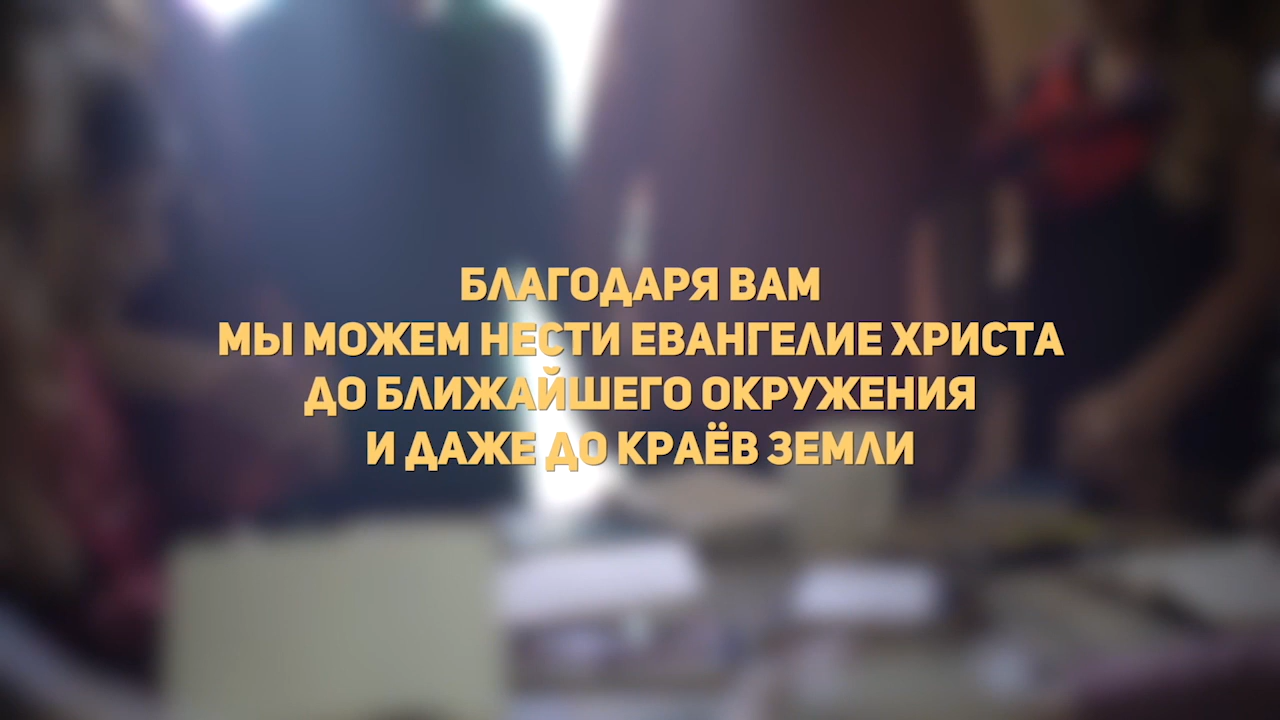 БЛАГОДАРЯ ВАМ
МЫ МОЖЕМ НЕСТИ ЕВАНГЕЛИЕ ХРИСТА
ДО БЛИЖАЙШЕГО ОКРУЖЕНИЯ
И ДАЖЕ ДО КРАЁВ ЗЕМЛИ